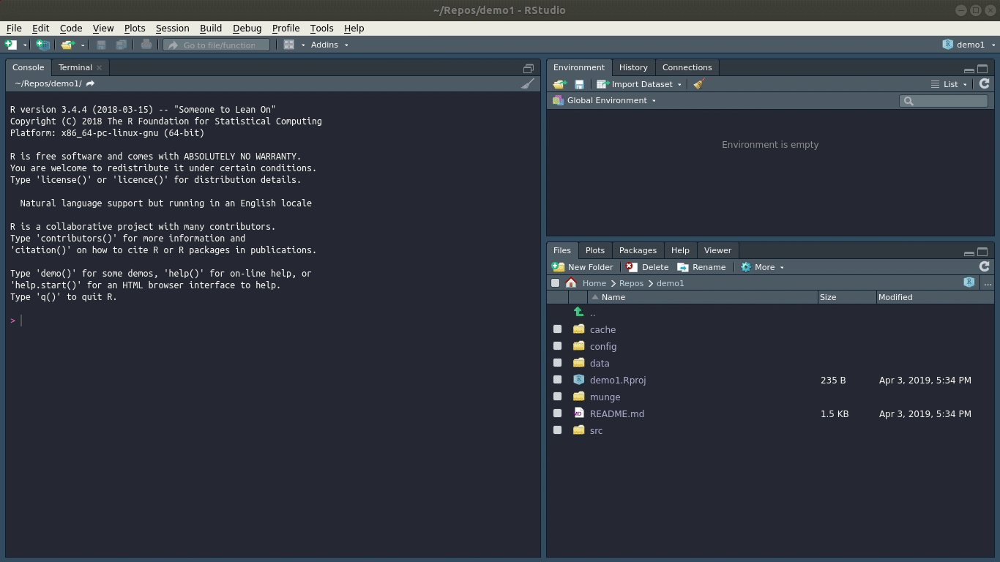 ~/Repos/demo1 - RStudio
File Edit Code View Plots Session Build Debug Profile Tools Help
Go to file/function Addins demo1
Console Terminal
~/Repos/demo1/
R version 3.4.4 (2018-03-15) -- "Someone to Lean On"
Copyright (C) 2018 The R Foundation for Statistical Computing
Platform: x86_64-pc-linux-gnu (64-bit)
R is free software and comes with ABSOLUTELY NO WARRANTY.
You are welcome to redistribute it under certain conditions.
Type 'license()' or 'licence()' for distribution details.
Natural language support but running in an English locale
R is a collaborative project with many contributors.
Type 'contributors()' for more information and
'citation()' on how to cite R or R packages in publications.
Type 'demo()' for some demos, 'help()' for on-line help, or
'help.start()' for an HTML browser interface to help.
Type 'q()' to quit R.
>
Environment History Connections
Import Dataset List
Global Environment
Environment is empty
Files Plots Packages Help Viewer
New Folder Delete Rename More
Home Repos demo1 ...
Name Size Modified
..
cache
config
data
demo1.Rproj 235 B Apr 3, 2019, 5:34 PM
munge
README.md 1.5 KB Apr 3, 2019, 5:34 PM
src